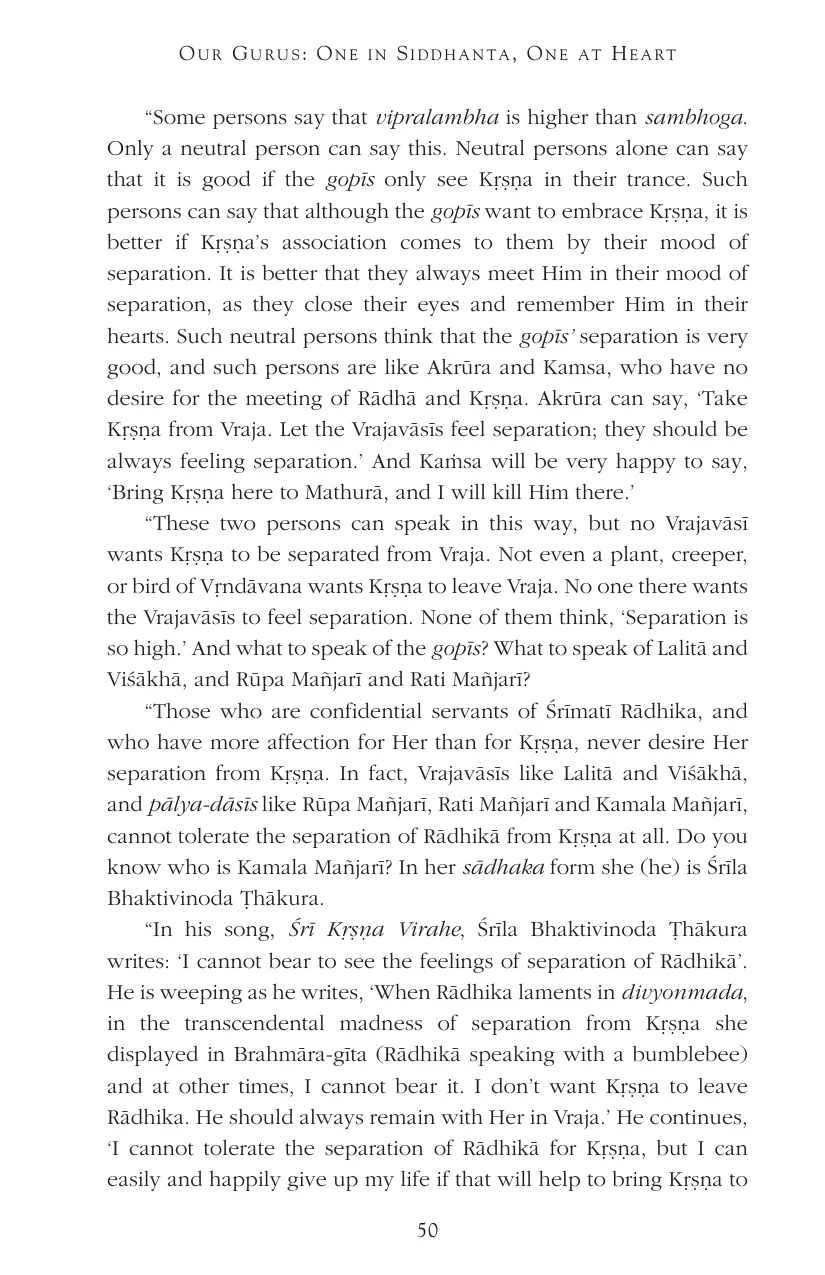 OUR GURUS: ONE IN SIDDHANTA, ONE AT HEART
“Some persons say that vipralambha is higher than sambhoga.
Only a neutral person can say this. Neutral persons alone can say
that it is good if the gopīs only see Kṛṣṇa in their trance. Such
persons can say that although the gopīs want to embrace Kṛṣṇa, it is
better if Kṛṣṇa’s association comes to them by their mood of
separation. It is better that they always meet Him in their mood of
separation, as they close their eyes and remember Him in their
hearts. Such neutral persons think that the gopīs’ separation is very
good, and such persons are like Akrūra and Kamsa, who have no
desire for the meeting of Rādhā and Kṛṣṇa. Akrūra can say, ‘Take
Kṛṣṇa from Vraja. Let the Vrajavāsīs feel separation; they should be
always feeling separation.’ And Kaṁsa will be very happy to say,
‘Bring Kṛṣṇa here to Mathurā, and I will kill Him there.’
“These two persons can speak in this way, but no Vrajavāsī
wants Kṛṣṇa to be separated from Vraja. Not even a plant, creeper,
or bird of Vṛndāvana wants Kṛṣṇa to leave Vraja. No one there wants
the Vrajavāsīs to feel separation. None of them think, ‘Separation is
so high.’ And what to speak of the gopīs? What to speak of Lalitā and
Viśākhā, and Rūpa Mañjarī and Rati Mañjarī?
“Those who are confidential servants of Śrīmatī Rādhika, and
who have more affection for Her than for Kṛṣṇa, never desire Her
separation from Kṛṣṇa. In fact, Vrajavāsīs like Lalitā and Viśākhā,
and pālya-dāsīs like Rūpa Mañjarī, Rati Mañjarī and Kamala Mañjarī,
cannot tolerate the separation of Rādhikā from Kṛṣṇa at all. Do you
know who is Kamala Mañjarī? In her sādhaka form she (he) is Śrīla
Bhaktivinoda Ṭhākura.
“In his song, Śrī Kṛṣṇa Virahe, Śrīla Bhaktivinoda Ṭhākura
writes: ‘I cannot bear to see the feelings of separation of Rādhikā’.
He is weeping as he writes, ‘When Rādhika laments in divyonmada,
in the transcendental madness of separation from Kṛṣṇa she
displayed in Brahmāra-gīta (Rādhikā speaking with a bumblebee)
and at other times, I cannot bear it. I don’t want Kṛṣṇa to leave
Rādhika. He should always remain with Her in Vraja.’ He continues,
‘I cannot tolerate the separation of Rādhikā for Kṛṣṇa, but I can
easily and happily give up my life if that will help to bring Kṛṣṇa to
50